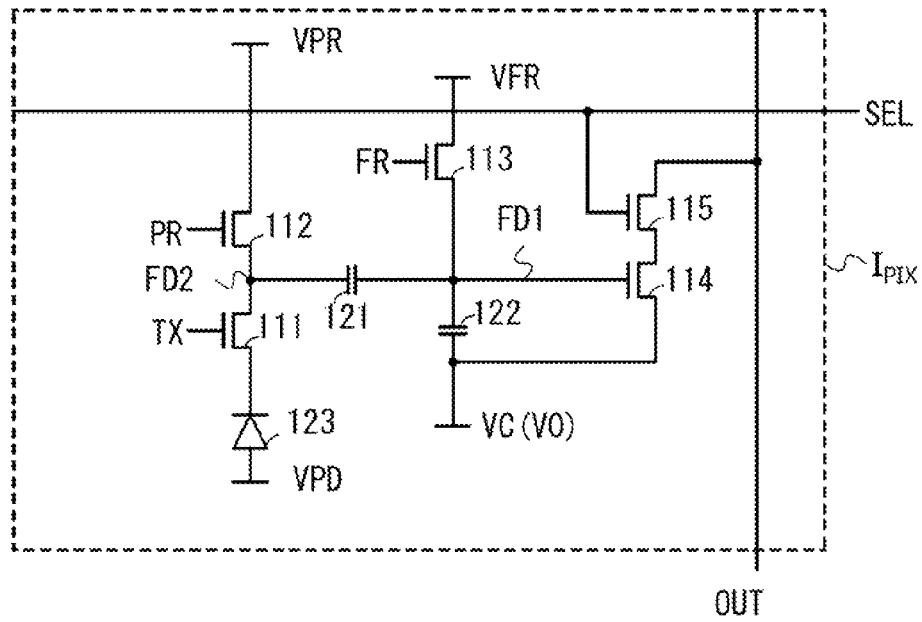 VPR
VFR
SEL
FR
113
PR
112
FD1
115
FD2
114
I_PIX
121
122
TX
111
123
VC(VO)
VPD
OUT